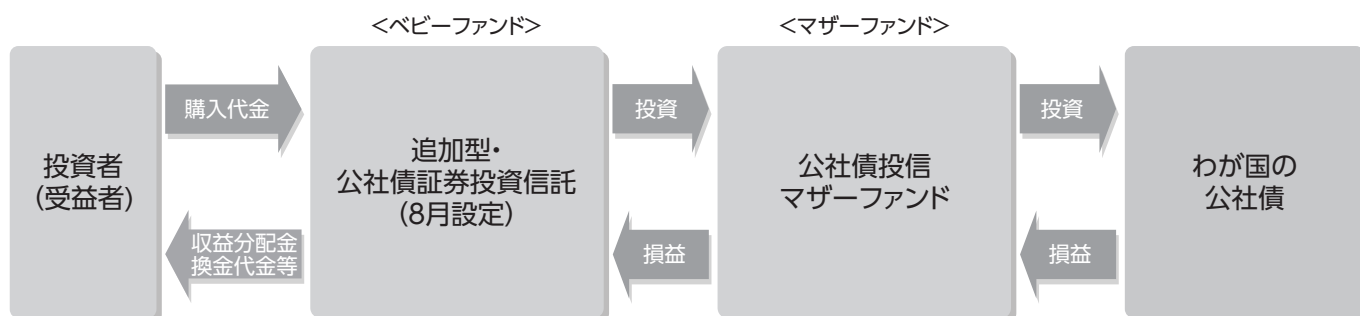 <ベビーファンド>
<マザーファンド>
投資者
(受益者)
購入代金
収益分配金
換金代金等
追加型・
公社債証券投資信託
(8月設定)
投資
損益
公社債投信
マザーファンド
投資
損益
わが国の
公社債